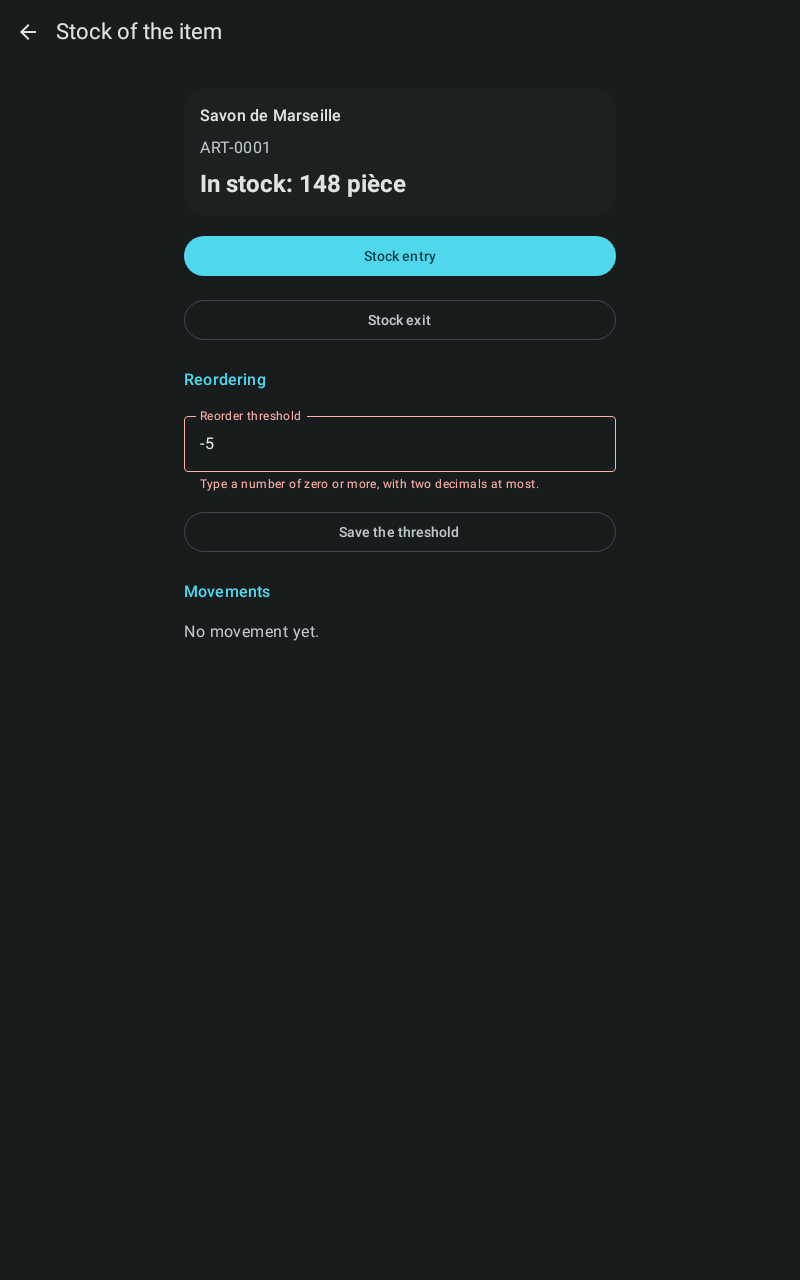 Stock of the item
Savon de Marseille
ART-0001
In stock: 148 pièce
Stock entry
Stock exit
Reordering
Reorder threshold
-5
Type a number of zero or more, with two decimals at most.
Save the threshold
Movements
No movement yet.